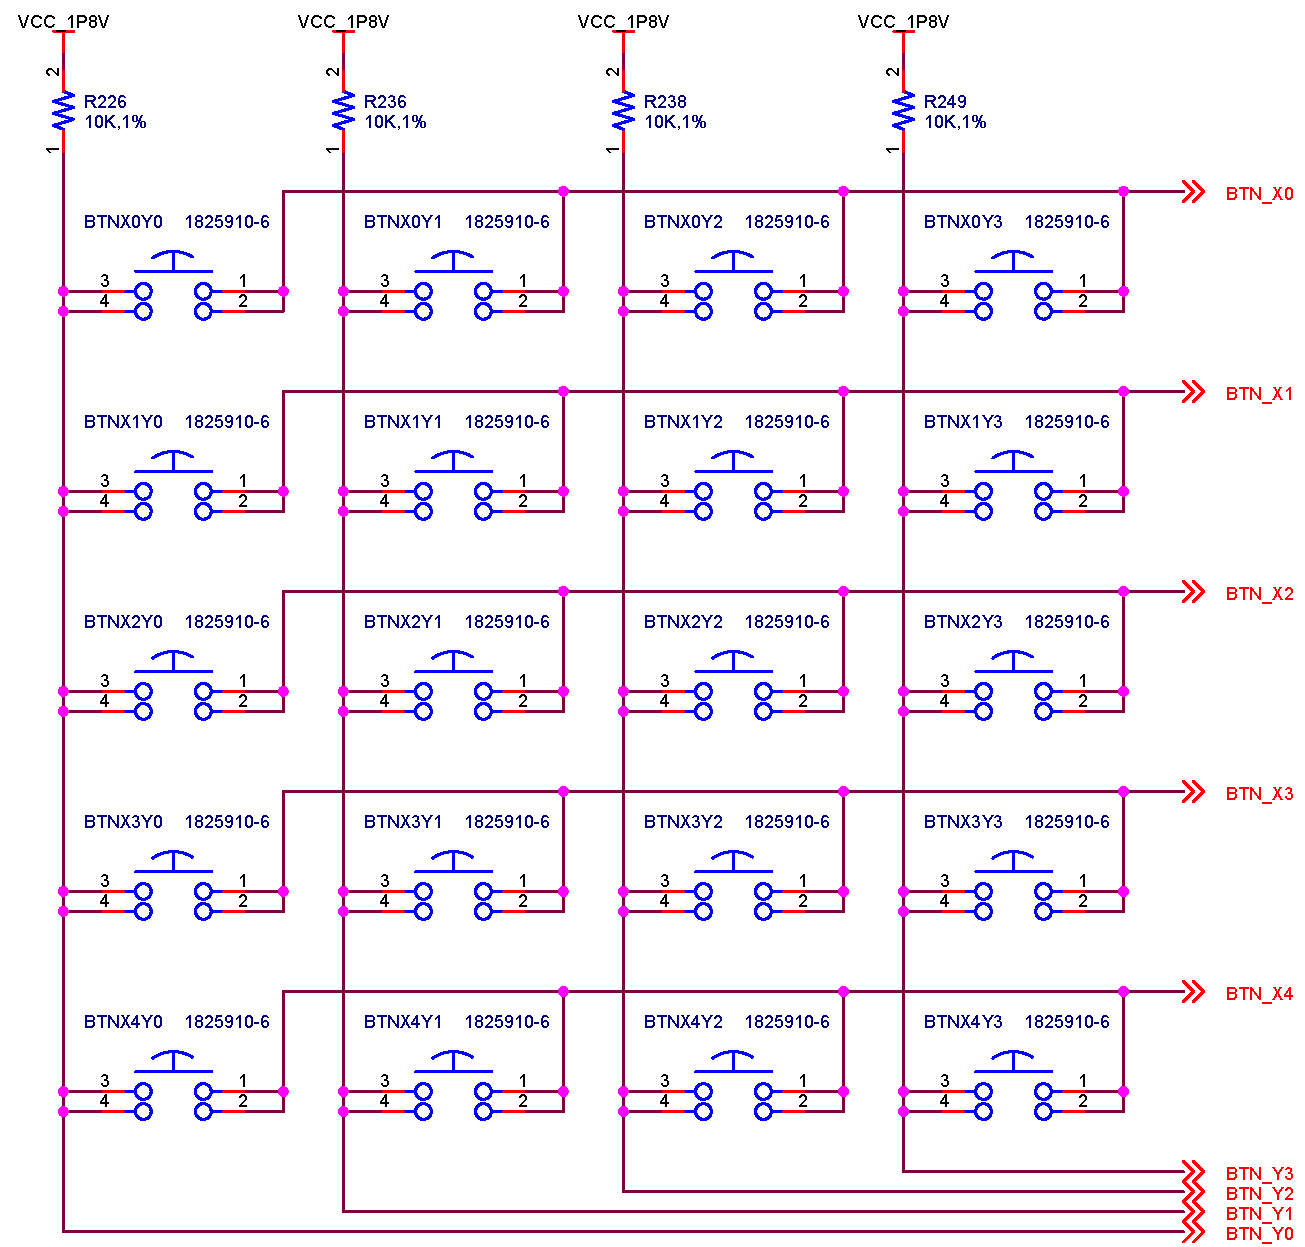 VCC_1P8V VCC_1P8V VCC_1P8V VCC_1P8V
2 2 2 2
R226 R236 R238 R249
10K,1% 10K,1% 10K,1% 10K,1%
1 1 1 1
BTN_X0
BTNX0Y0 1825910-6 BTNX0Y1 1825910-6 BTNX0Y2 1825910-6 BTNX0Y3 1825910-6
3 1 3 1 3 1 3 1
4 2 4 2 4 2 4 2
BTN_X1
BTNX1Y0 1825910-6 BTNX1Y1 1825910-6 BTNX1Y2 1825910-6 BTNX1Y3 1825910-6
3 1 3 1 3 1 3 1
4 2 4 2 4 2 4 2
BTN_X2
BTNX2Y0 1825910-6 BTNX2Y1 1825910-6 BTNX2Y2 1825910-6 BTNX2Y3 1825910-6
3 1 3 1 3 1 3 1
4 2 4 2 4 2 4 2
BTN_X3
BTNX3Y0 1825910-6 BTNX3Y1 1825910-6 BTNX3Y2 1825910-6 BTNX3Y3 1825910-6
3 1 3 1 3 1 3 1
4 2 4 2 4 2 4 2
BTN_X4
BTNX4Y0 1825910-6 BTNX4Y1 1825910-6 BTNX4Y2 1825910-6 BTNX4Y3 1825910-6
3 1 3 1 3 1 3 1
4 2 4 2 4 2 4 2
BTN_Y3
BTN_Y2
BTN_Y1
BTN_Y0